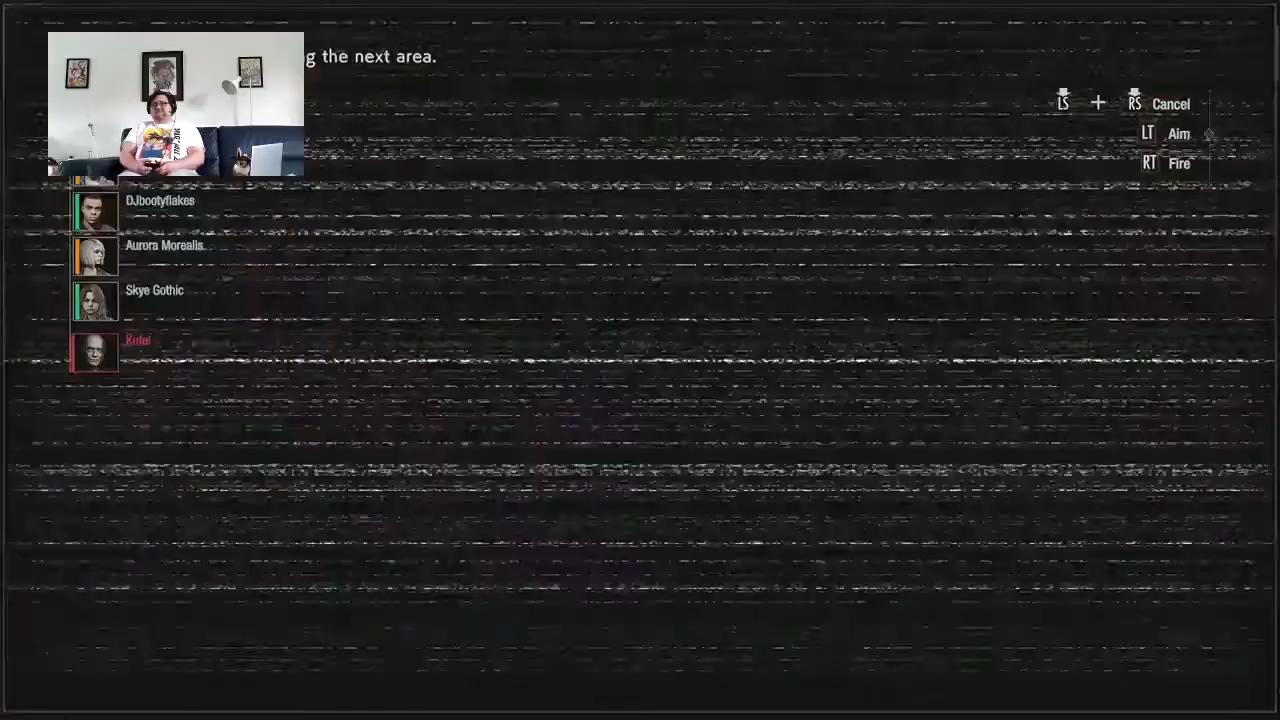 g the next area.
LS + RS Cancel
LT Aim
RT Fire
DJbootyflakes
Aurora Morealis
Skye Gothic